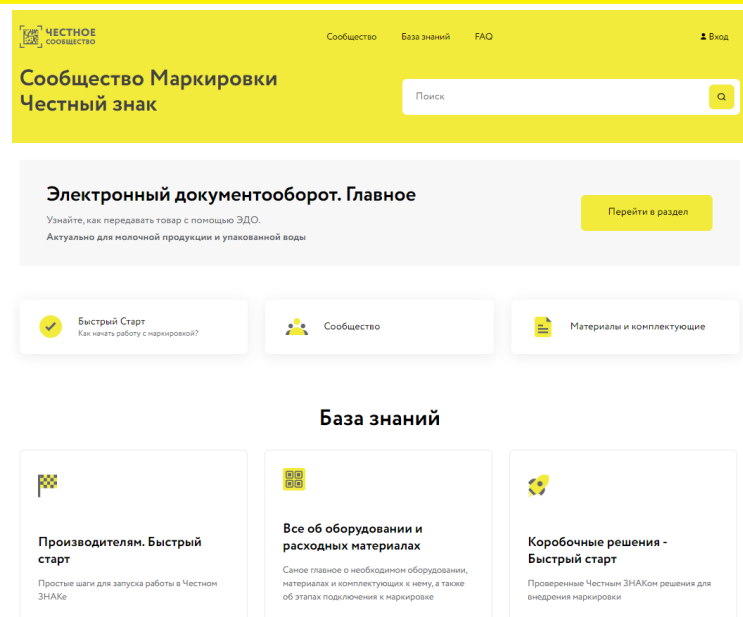 ЧЕСТНОЕ
СООБЩЕСТВО
Сообщество База знаний FAQ Вход
Сообщество Маркировки
Честный знак
Поиск
Электронный документооборот. Главное
Узнайте, как передавать товар с помощью ЭДО.
Актуально для молочной продукции и упакованной воды
Перейти в раздел
Быстрый Старт
Как начать работу с маркировкой?
Сообщество
Материалы и комплектующие
База знаний
Производителям. Быстрый
старт
Простые шаги для запуска работы в Честном
ЗНАКе
Все об оборудовании и
расходных материалах
Самое главное о необходимом оборудовании,
материалах и комплектующих к нему, а также
об этапах подключения к маркировке
Коробочные решения -
Быстрый старт
Проверенные Честным ЗНАКом решения для
внедрения маркировки